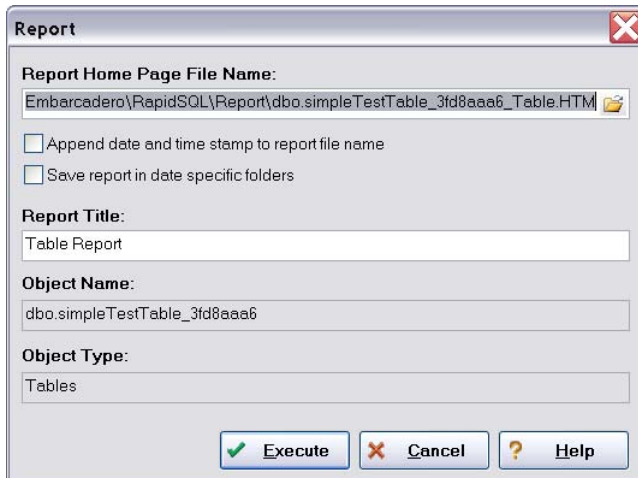 Report
Report Home Page File Name:
Embarcadero\RapidSQL\Report\dbo.simpleTestTable_3fd8aaa6_Table.HTM
Append date and time stamp to report file name
Save report in date specific folders
Report Title:
Table Report
Object Name:
dbo.simpleTestTable_3fd8aaa6
Object Type:
Tables
Execute Cancel ? Help